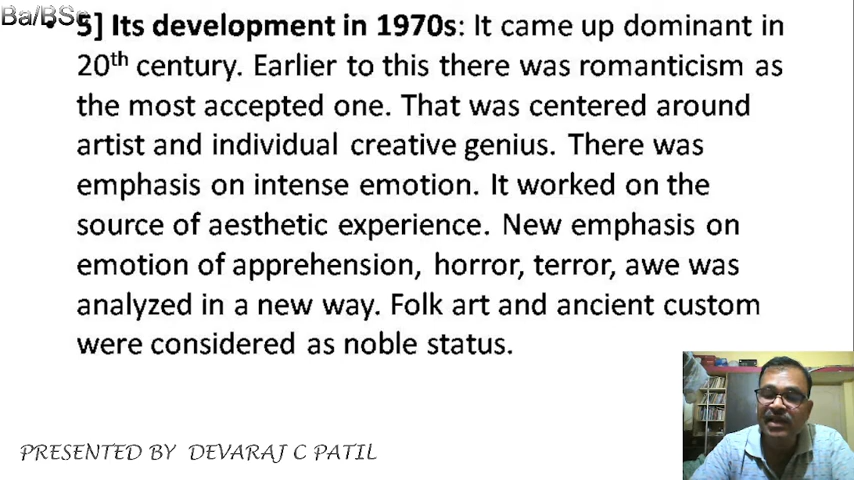 Ba/BSc
• 5] Its development in 1970s: It came up dominant in
20th century. Earlier to this there was romanticism as
the most accepted one. That was centered around
artist and individual creative genius. There was
emphasis on intense emotion. It worked on the
source of aesthetic experience. New emphasis on
emotion of apprehension, horror, terror, awe was
analyzed in a new way. Folk art and ancient custom
were considered as noble status.
PRESENTED BY DEVARAJ C PATIL